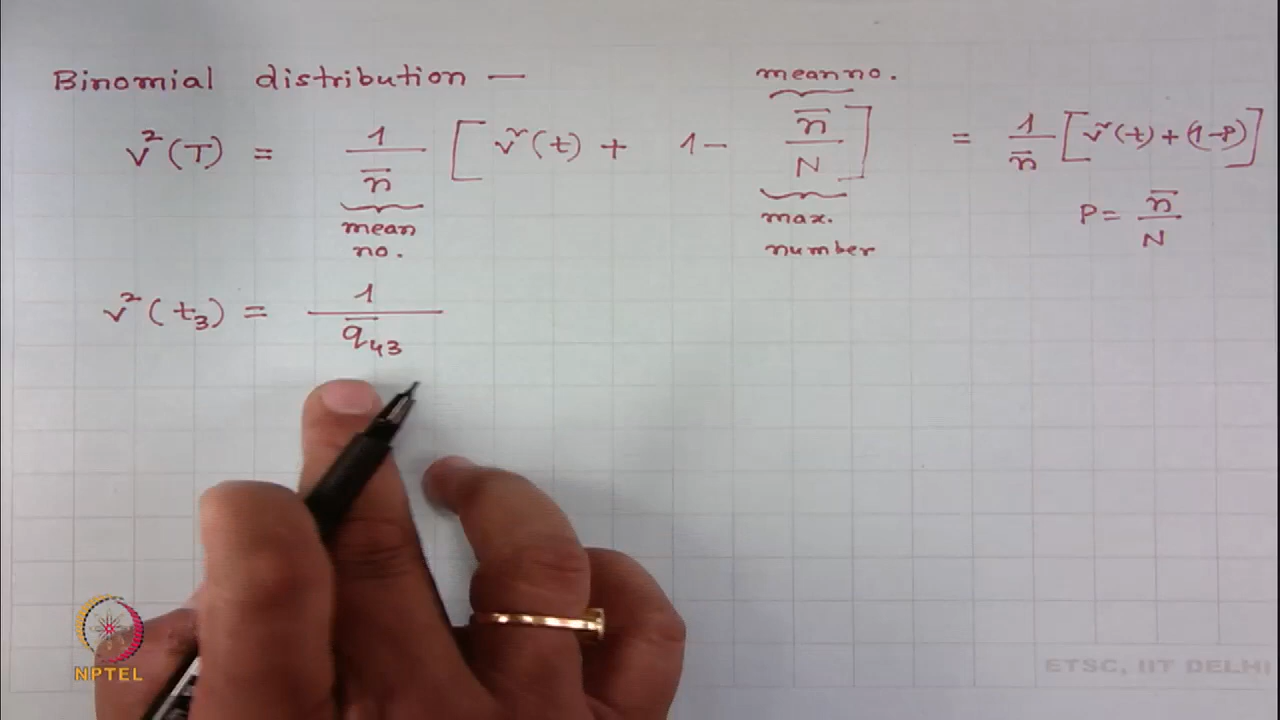 Binomial distribution —
mean no.
v²(T) = 1/n̄ [ v²(t) + 1 - n̄/N ] = 1/n̄ [ v²(t) + (1-P) ]
mean no.
max. number
P = n̄/N
v²(t₃) = 1/q̄₄₃
NPTEL
ETSC, IIT DELHI